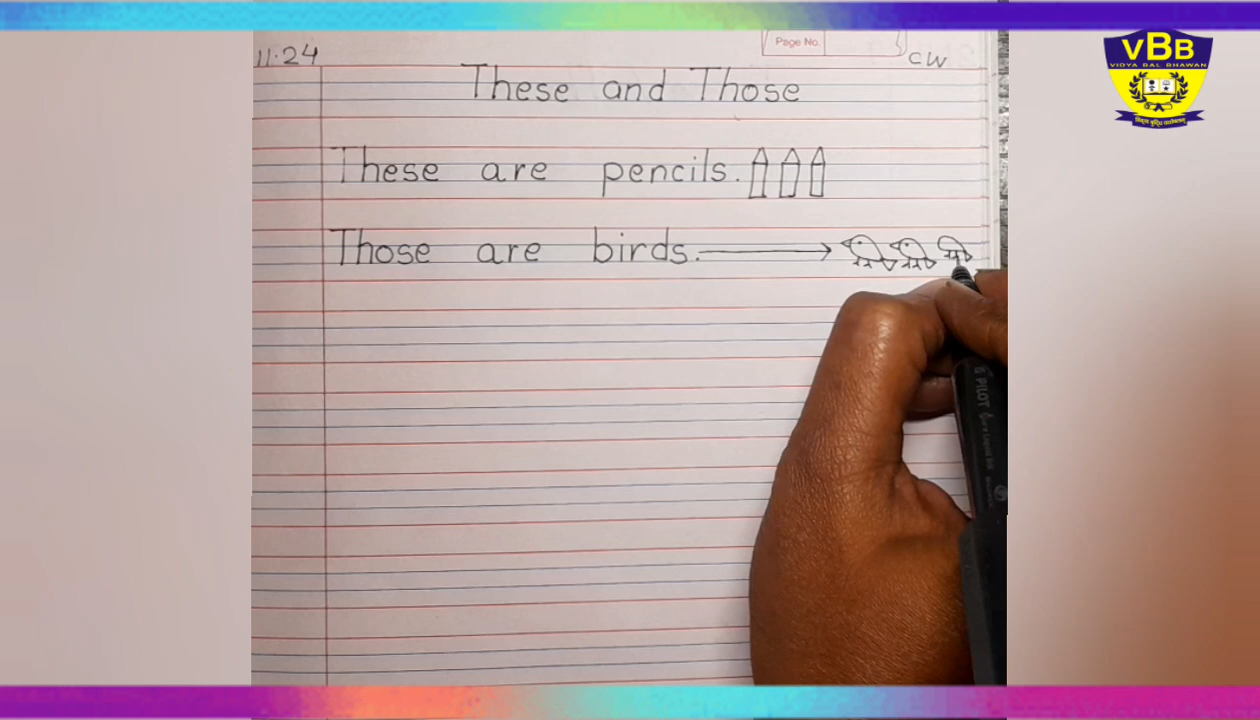 11.24
Page No.
CW
VBB
VIDYA BAL BHAWAN
These and Those
These are pencils.
Those are birds.
PILOT